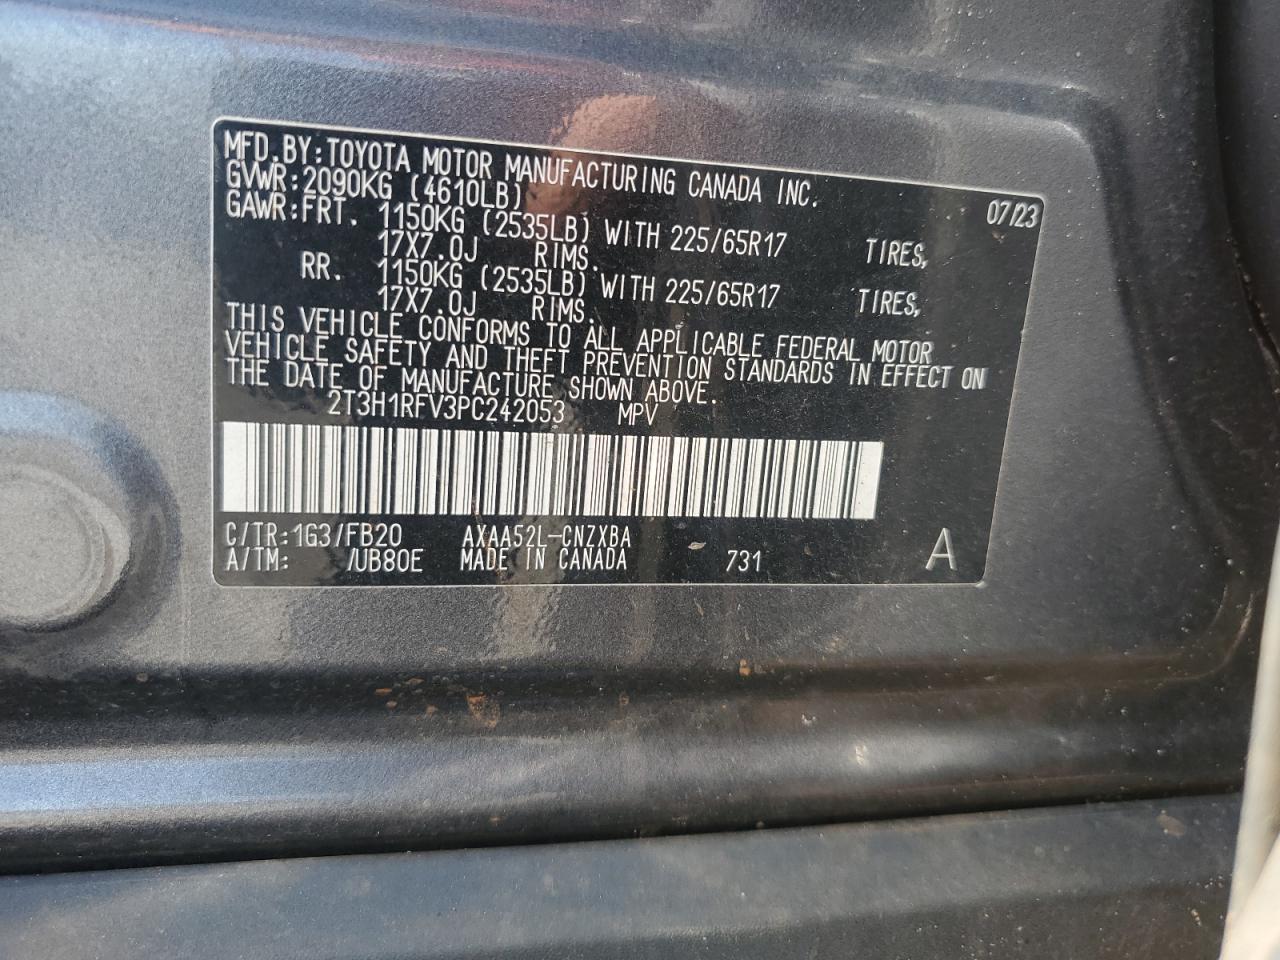 MFD.BY:TOYOTA MOTOR MANUFACTURING CANADA INC.
GVWR:2090KG (4610LB) 07/23
GAWR:FRT. 1150KG (2535LB) WITH 225/65R17 TIRES,
17X7.0J RIMS.
RR. 1150KG (2535LB) WITH 225/65R17 TIRES,
17X7.0J RIMS.
THIS VEHICLE CONFORMS TO ALL APPLICABLE FEDERAL MOTOR
VEHICLE SAFETY AND THEFT PREVENTION STANDARDS IN EFFECT ON
THE DATE OF MANUFACTURE SHOWN ABOVE.
2T3H1RFV3PC242053 MPV
C/TR:1G3/FB20 AXAA52L-CNZXBA
A/TM: /UB80E MADE IN CANADA 731 A